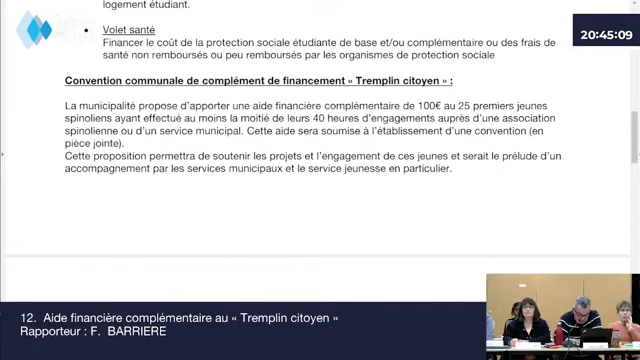 logement étudiant.
20:45:09
• Volet santé
Financer le coût de la protection sociale étudiante de base et/ou complémentaire ou des frais de
santé non remboursés ou peu remboursés par les organismes de protection sociale
Convention communale de complément de financement « Tremplin citoyen » :
La municipalité propose d'apporter une aide financière complémentaire de 100€ au 25 premiers jeunes
spinoliens ayant effectué au moins la moitié de leurs 40 heures d'engagements auprès d'une association
spinolienne ou d'un service municipal. Cette aide sera soumise à l'établissement d'une convention (en
pièce jointe).
Cette proposition permettra de soutenir les projets et l'engagement de ces jeunes et serait le prélude d'un
accompagnement par les services municipaux et le service jeunesse en particulier.
12. Aide financière complémentaire au « Tremplin citoyen »
Rapporteur : F. BARRIERE